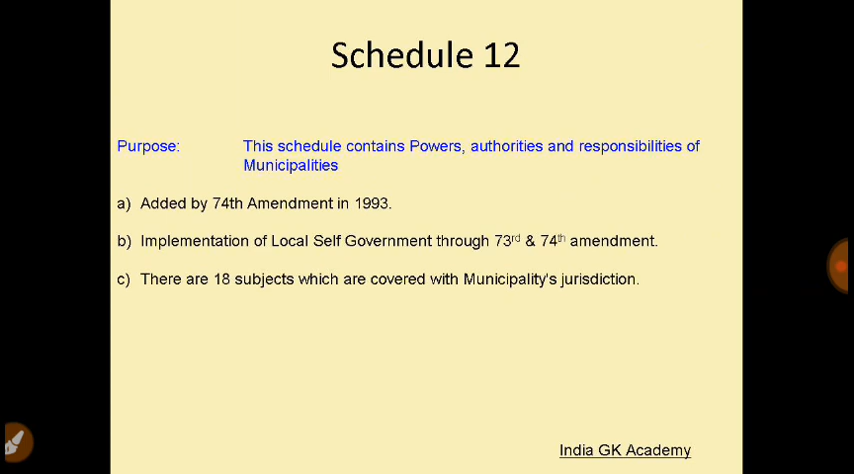 Schedule 12
Purpose: This schedule contains Powers, authorities and responsibilities of
Municipalities
a) Added by 74th Amendment in 1993.
b) Implementation of Local Self Government through 73rd & 74th amendment.
c) There are 18 subjects which are covered with Municipality's jurisdiction.
India GK Academy